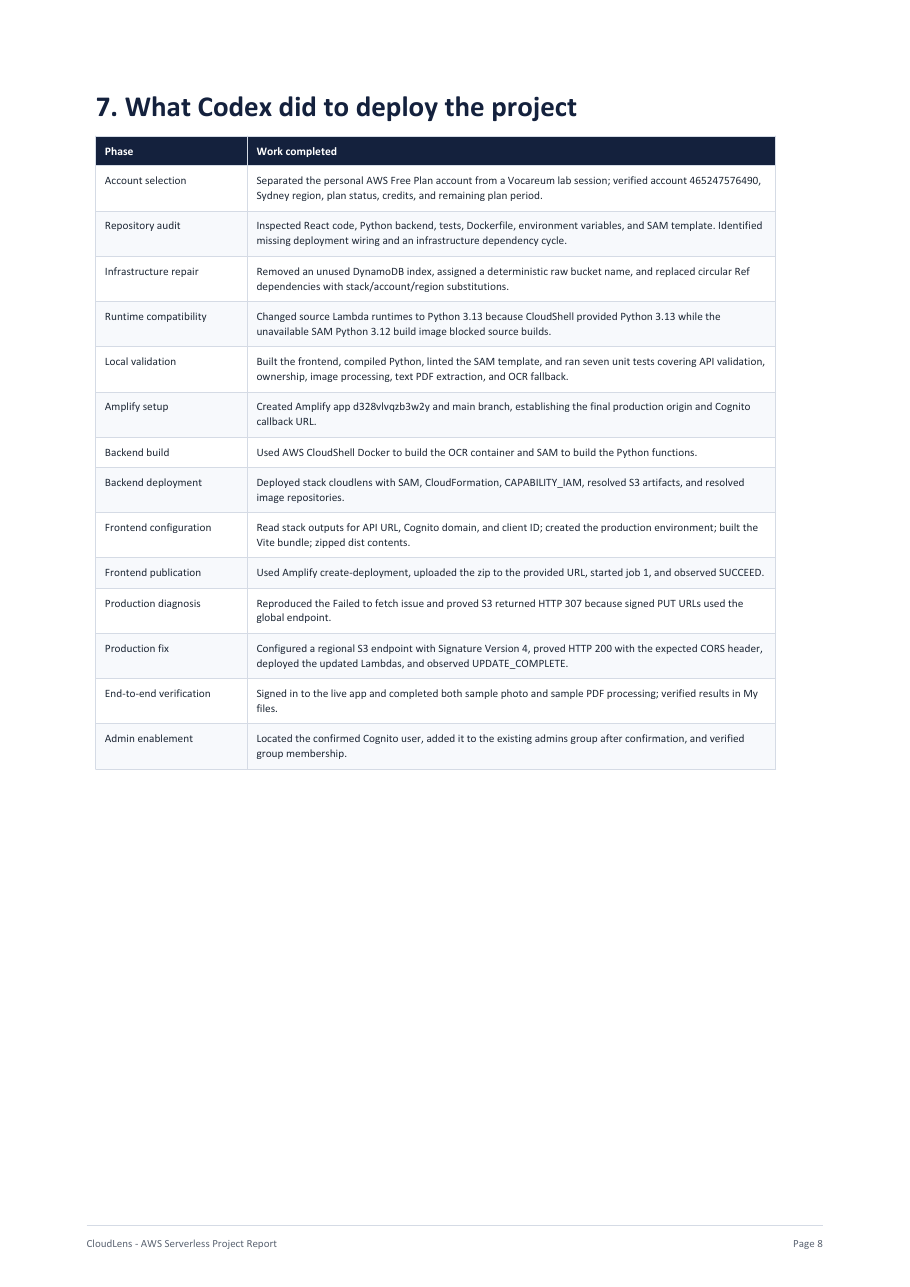 7. What Codex did to deploy the project
Phase
Work completed
Account selection
Separated the personal AWS Free Plan account from a Vocareum lab session; verified account 465247576490,
Sydney region, plan status, credits, and remaining plan period.
Repository audit
Inspected React code, Python backend, tests, Dockerfile, environment variables, and SAM template. Identified
missing deployment wiring and an infrastructure dependency cycle.
Infrastructure repair
Removed an unused DynamoDB index, assigned a deterministic raw bucket name, and replaced circular Ref
dependencies with stack/account/region substitutions.
Runtime compatibility
Changed source Lambda runtimes to Python 3.13 because CloudShell provided Python 3.13 while the
unavailable SAM Python 3.12 build image blocked source builds.
Local validation
Built the frontend, compiled Python, linted the SAM template, and ran seven unit tests covering API validation,
ownership, image processing, text PDF extraction, and OCR fallback.
Amplify setup
Created Amplify app d328vlvqzb3w2y and main branch, establishing the final production origin and Cognito
callback URL.
Backend build
Used AWS CloudShell Docker to build the OCR container and SAM to build the Python functions.
Backend deployment
Deployed stack cloudlens with SAM, CloudFormation, CAPABILITY_IAM, resolved S3 artifacts, and resolved
image repositories.
Frontend configuration
Read stack outputs for API URL, Cognito domain, and client ID; created the production environment; built the
Vite bundle; zipped dist contents.
Frontend publication
Used Amplify create-deployment, uploaded the zip to the provided URL, started job 1, and observed SUCCEED.
Production diagnosis
Reproduced the Failed to fetch issue and proved S3 returned HTTP 307 because signed PUT URLs used the
global endpoint.
Production fix
Configured a regional S3 endpoint with Signature Version 4, proved HTTP 200 with the expected CORS header,
deployed the updated Lambdas, and observed UPDATE_COMPLETE.
End-to-end verification
Signed in to the live app and completed both sample photo and sample PDF processing; verified results in My
files.
Admin enablement
Located the confirmed Cognito user, added it to the existing admins group after confirmation, and verified
group membership.
CloudLens - AWS Serverless Project Report
Page 8